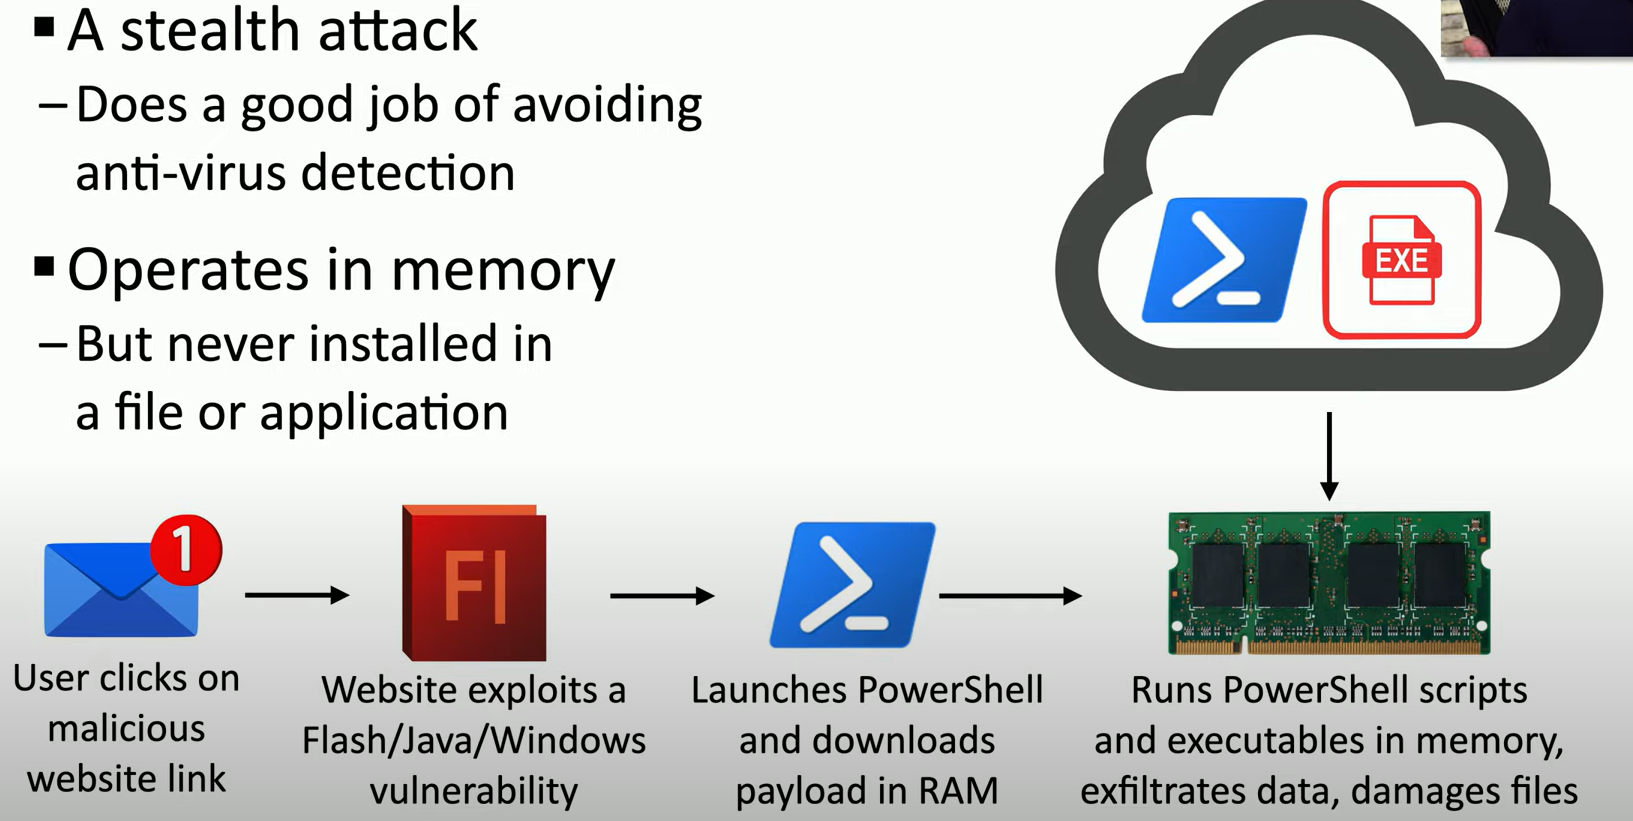 A stealth attack
– Does a good job of avoiding
anti-virus detection
Operates in memory
– But never installed in
a file or application
EXE
1
User clicks on
malicious
website link
Fl
Website exploits a
Flash/Java/Windows
vulnerability
Launches PowerShell
and downloads
payload in RAM
Runs PowerShell scripts
and executables in memory,
exfiltrates data, damages files